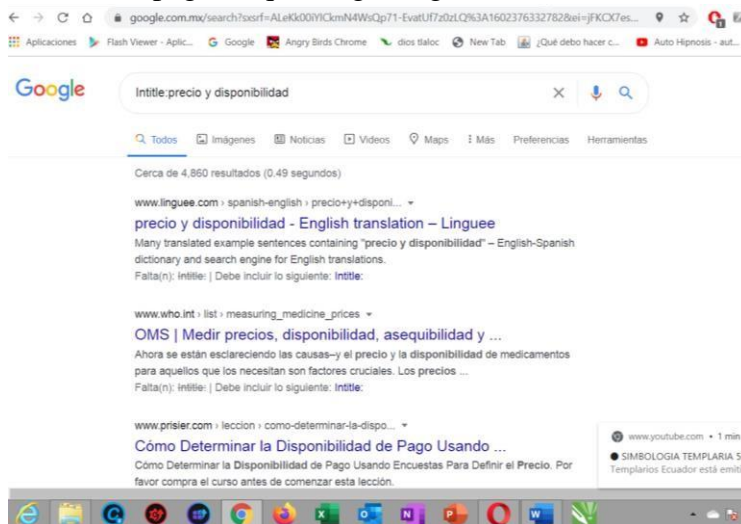 google.com.mx/search?sxsrf=ALeKk00iYICkmN4WsQp71-EvatUf7z0zLQ%3A1602376332782&ei=jFKCX7es...
Aplicaciones Flash Viewer - Aplic... Google Angry Birds Chrome dios tlaloc New Tab ¿Qué debo hacer c... Auto Hipnosis - aut...
Google Intitle:precio y disponibilidad
Todos Imágenes Noticias Videos Maps Más Preferencias Herramientas
Cerca de 4,860 resultados (0.49 segundos)
www.linguee.com › spanish-english › precio+y+disponi...
precio y disponibilidad - English translation – Linguee
Many translated example sentences containing "precio y disponibilidad" – English-Spanish
dictionary and search engine for English translations.
Falta(n): Intitle: | Debe incluir lo siguiente: Intitle:
www.who.int › list › measuring_medicine_prices
OMS | Medir precios, disponibilidad, asequibilidad y ...
Ahora se están esclareciendo las causas–y el precio y la disponibilidad de medicamentos
para aquellos que los necesitan son factores cruciales. Los precios ...
Falta(n): Intitle: | Debe incluir lo siguiente: Intitle:
www.prisier.com › leccion › como-determinar-la-dispo...
Cómo Determinar la Disponibilidad de Pago Usando ...
Cómo Determinar la Disponibilidad de Pago Usando Encuestas Para Definir el Precio. Por
favor compra el curso antes de comenzar esta lección.
www.youtube.com • 1 min
SIMBOLOGIA TEMPLARIA S
Templarios Ecuador está emiti